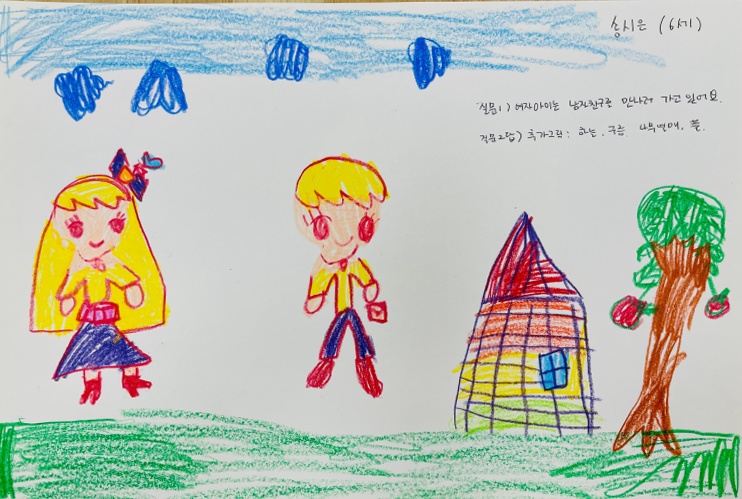 송시은 (6세)
질문1) 여자아이는 남자친구를 만나러 가고 있어요.
질문2답) 추가그림: 하늘, 구름, 나무열매, 풀.